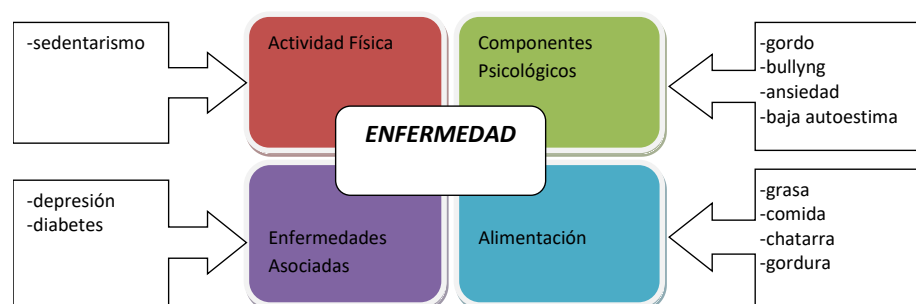 -sedentarismo
Actividad Física
Componentes
Psicológicos
-gordo
-bullyng
-ansiedad
-baja autoestima
ENFERMEDAD
-depresión
-diabetes
Enfermedades
Asociadas
Alimentación
-grasa
-comida
-chatarra
-gordura